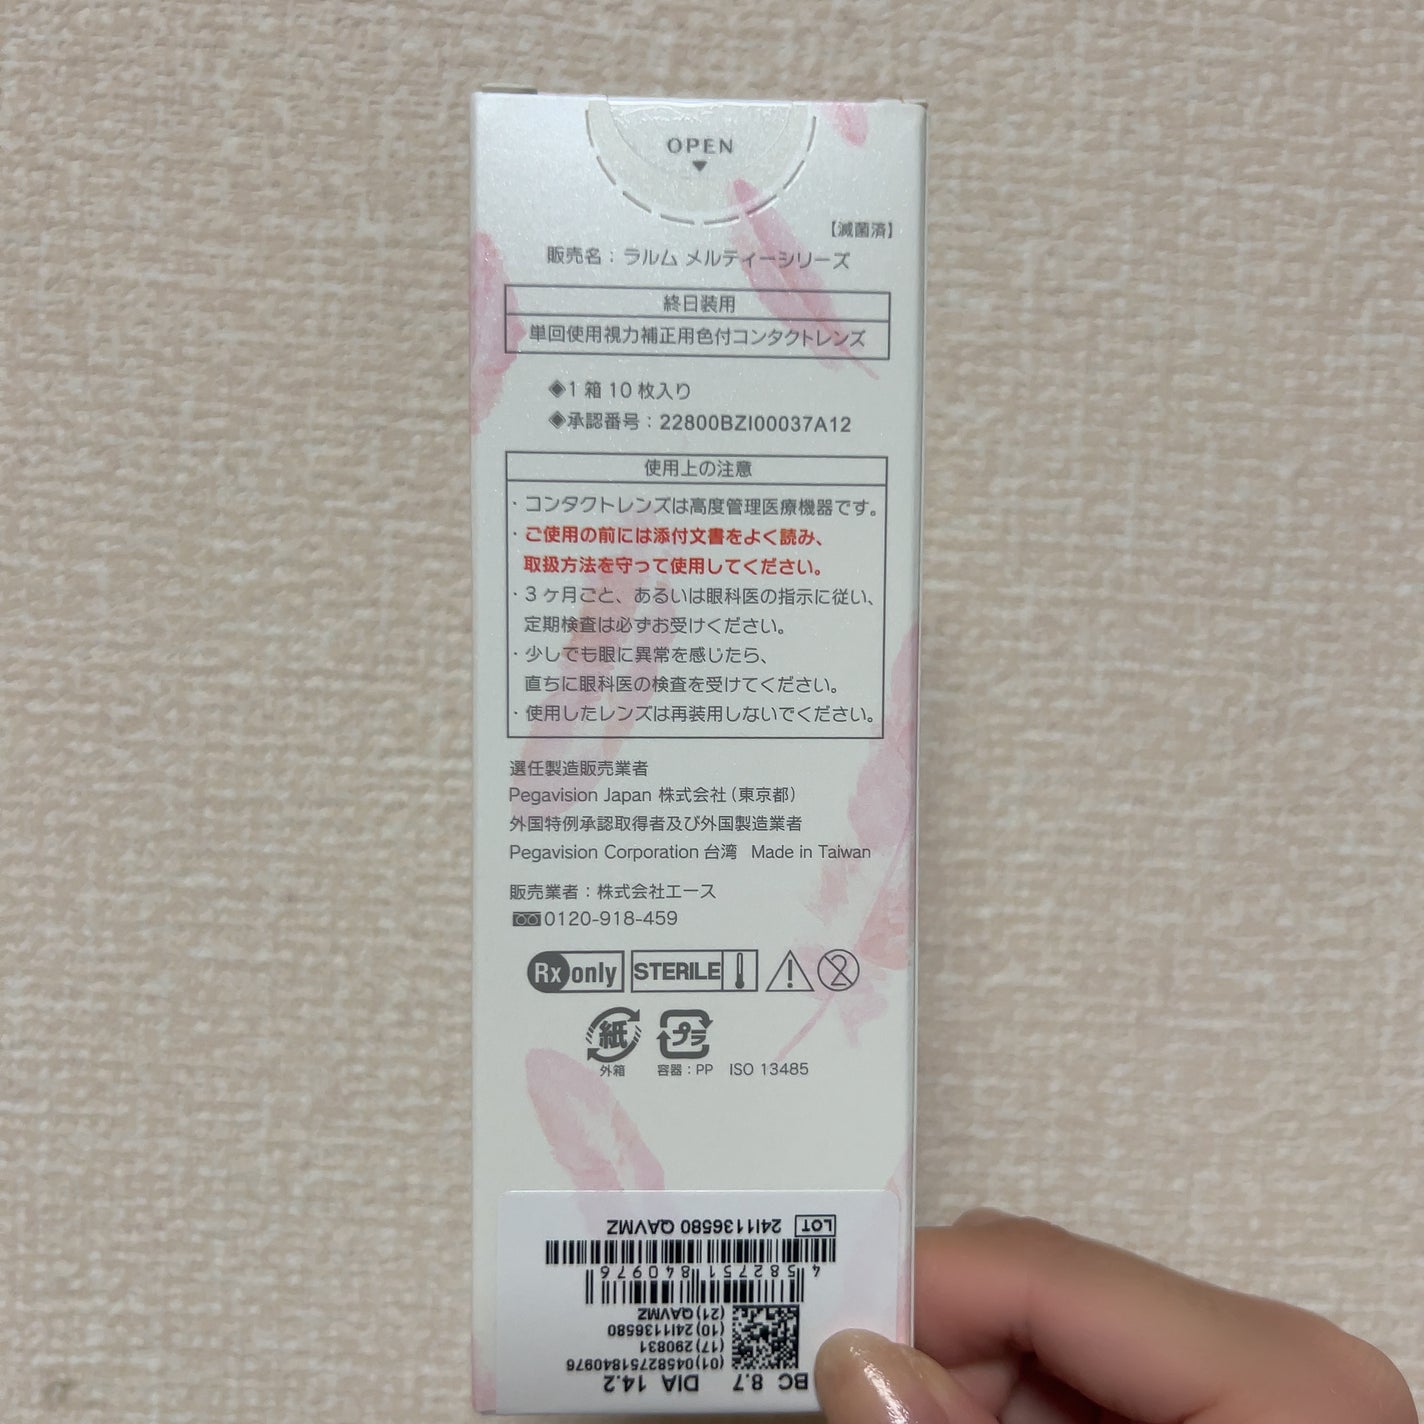 OPEN
【滅菌済】
販売名：ラルム メルティーシリーズ
終日装用
単回使用視力補正用色付コンタクトレンズ
◈1 箱 10 枚入り
◈承認番号：22800BZI00037A12
使用上の注意
・コンタクトレンズは高度管理医療機器です。
・ご使用の前には添付文書をよく読み、
取扱方法を守って使用してください。
・3 ヶ月ごと、あるいは眼科医の指示に従い、
定期検査は必ずお受けください。
・少しでも眼に異常を感じたら、
直ちに眼科医の検査を受けてください。
・使用したレンズは再装用しないでください。
選任製造販売業者
Pegavision Japan 株式会社（東京都）
外国特例承認取得者及び外国製造業者
Pegavision Corporation 台湾 Made in Taiwan
販売業者：株式会社エース
0120-918-459
Rx only STERILE 2
紙 プラ
外箱 容器：PP ISO 13485
LOT 24I1136580 QAVMZ
4 582751 840976
(21)QAVMZ
(10)24I1136580
(17)290831
(01)04582751840976
BC 8.7 DIA 14.2